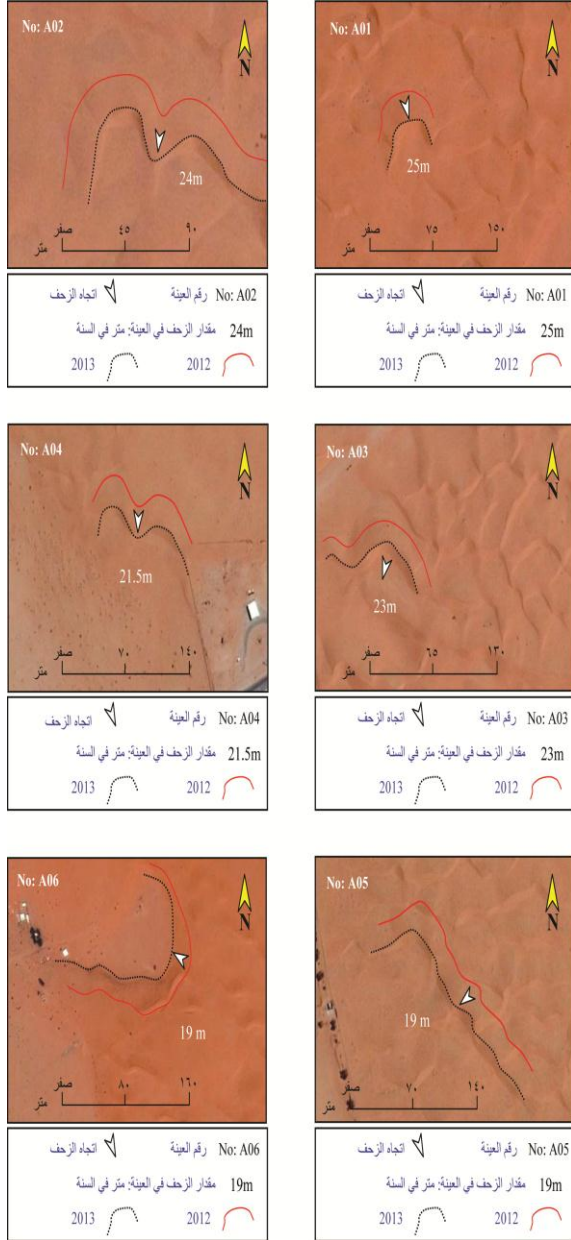 No: A01
N
25m
صفر ٧٥ ١٥٠
متر
No: A01 رقم العينة اتجاه الزحف
25m مقدار الزحف في العينة: متر في السنة
2012 2013
No: A02
N
24m
صفر ٤٥ ٩٠
متر
No: A02 رقم العينة اتجاه الزحف
24m مقدار الزحف في العينة: متر في السنة
2012 2013
No: A03
N
23m
صفر ٦٥ ١٣٠
متر
No: A03 رقم العينة اتجاه الزحف
23m مقدار الزحف في العينة: متر في السنة
2012 2013
No: A04
N
21.5m
صفر ٧٠ ١٤٠
متر
No: A04 رقم العينة اتجاه الزحف
21.5m مقدار الزحف في العينة: متر في السنة
2012 2013
No: A05
N
19 m
صفر ٧٠ ١٤٠
متر
No: A05 رقم العينة اتجاه الزحف
19m مقدار الزحف في العينة: متر في السنة
2012 2013
No: A06
N
19 m
صفر ٨٠ ١٦٠
متر
No: A06 رقم العينة اتجاه الزحف
19m مقدار الزحف في العينة: متر في السنة
2012 2013